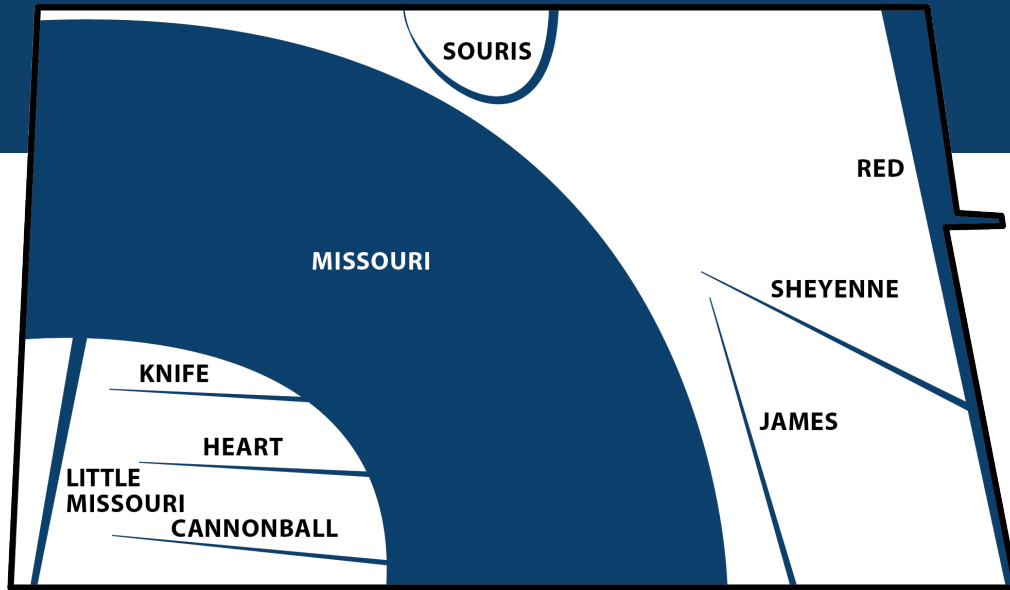 SOURIS
RED
MISSOURI
SHEYENNE
KNIFE
JAMES
HEART
LITTLE
MISSOURI
CANNONBALL